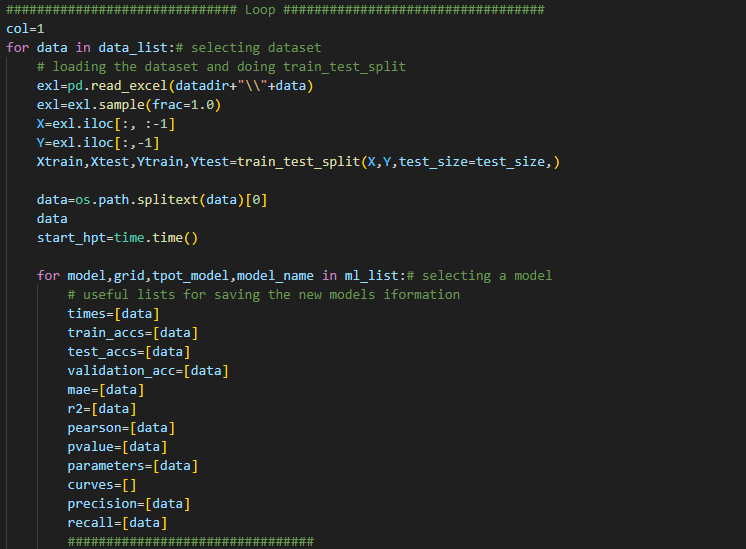 ############################## Loop ##################################
col=1
for data in data_list:# selecting dataset
    # loading the dataset and doing train_test_split
    exl=pd.read_excel(datadir+"\\"+data)
    exl=exl.sample(frac=1.0)
    X=exl.iloc[:, :-1]
    Y=exl.iloc[:,-1]
    Xtrain,Xtest,Ytrain,Ytest=train_test_split(X,Y,test_size=test_size,)

    data=os.path.splitext(data)[0]
    data
    start_hpt=time.time()

    for model,grid,tpot_model,model_name in ml_list:# selecting a model
        # useful lists for saving the new models iformation
        times=[data]
        train_accs=[data]
        test_accs=[data]
        validation_acc=[data]
        mae=[data]
        r2=[data]
        pearson=[data]
        pvalue=[data]
        parameters=[data]
        curves=[]
        precision=[data]
        recall=[data]
        ################################